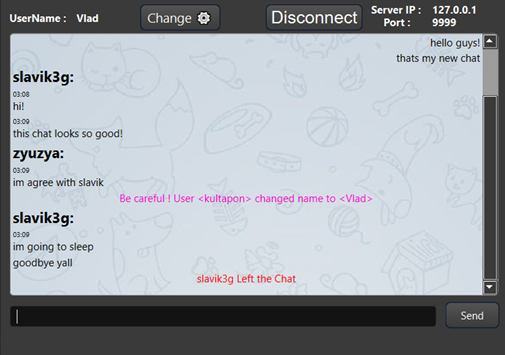 UserName : Vlad
Change
Disconnect
Server IP : 127.0.0.1
Port : 9999
hello guys!
thats my new chat
slavik3g:
03:08
hi!
03:09
this chat looks so good!
zyuzya:
03:09
im agree with slavik
Be careful ! User <kultapon> changed name to <Vlad>
slavik3g:
03:09
im going to sleep
goodbye yall
slavik3g Left the Chat
Send